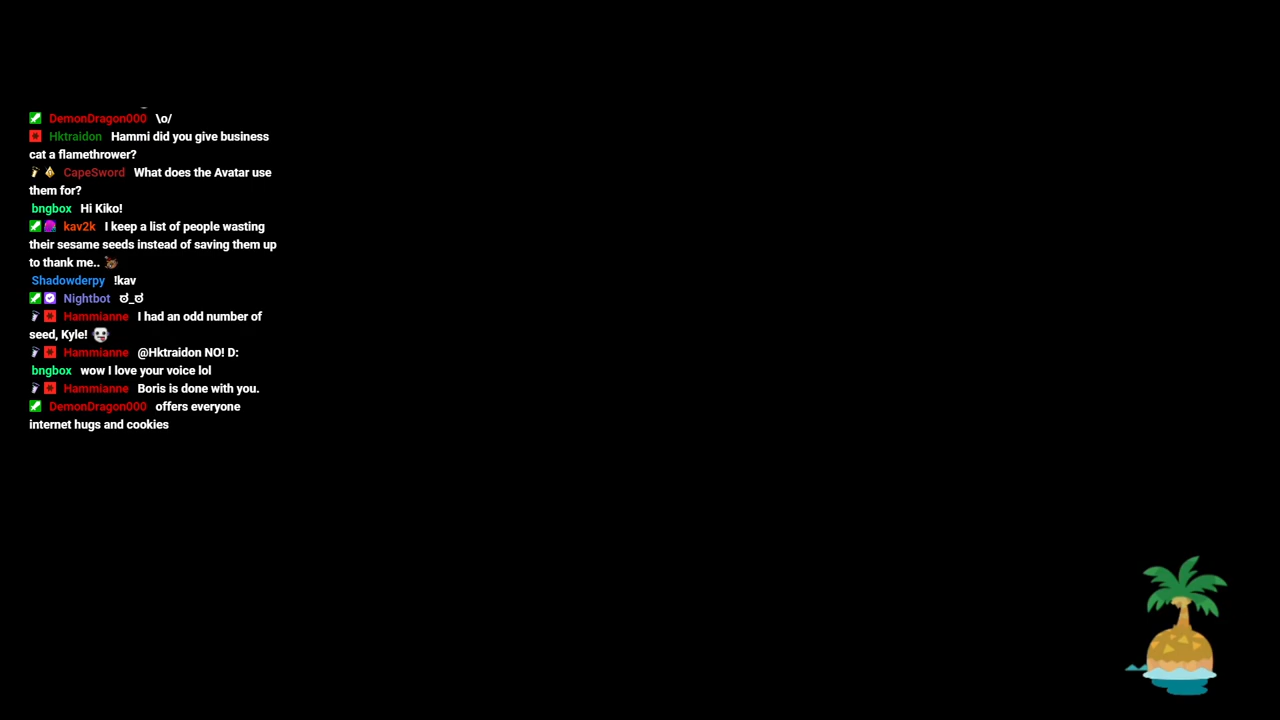 DemonDragon000 \o/
Hktraidon Hammi did you give business
cat a flamethrower?
CapeSword What does the Avatar use
them for?
bngbox Hi Kiko!
kav2k I keep a list of people wasting
their sesame seeds instead of saving them up
to thank me..
Shadowderpy !kav
Nightbot ಠ_ಠ
Hammianne I had an odd number of
seed, Kyle!
Hammianne @Hktraidon NO! D:
bngbox wow I love your voice lol
Hammianne Boris is done with you.
DemonDragon000 offers everyone
internet hugs and cookies